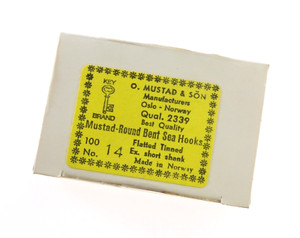 KEY
BRAND
O. MUSTAD & SÖN
Manufacturers
Oslo - Norway
Qual. 2339
Best Quality
Mustad-Round Bent Sea Hooks
100 Flatted Tinned
No. 14 Ex. short shank
Made in Norway